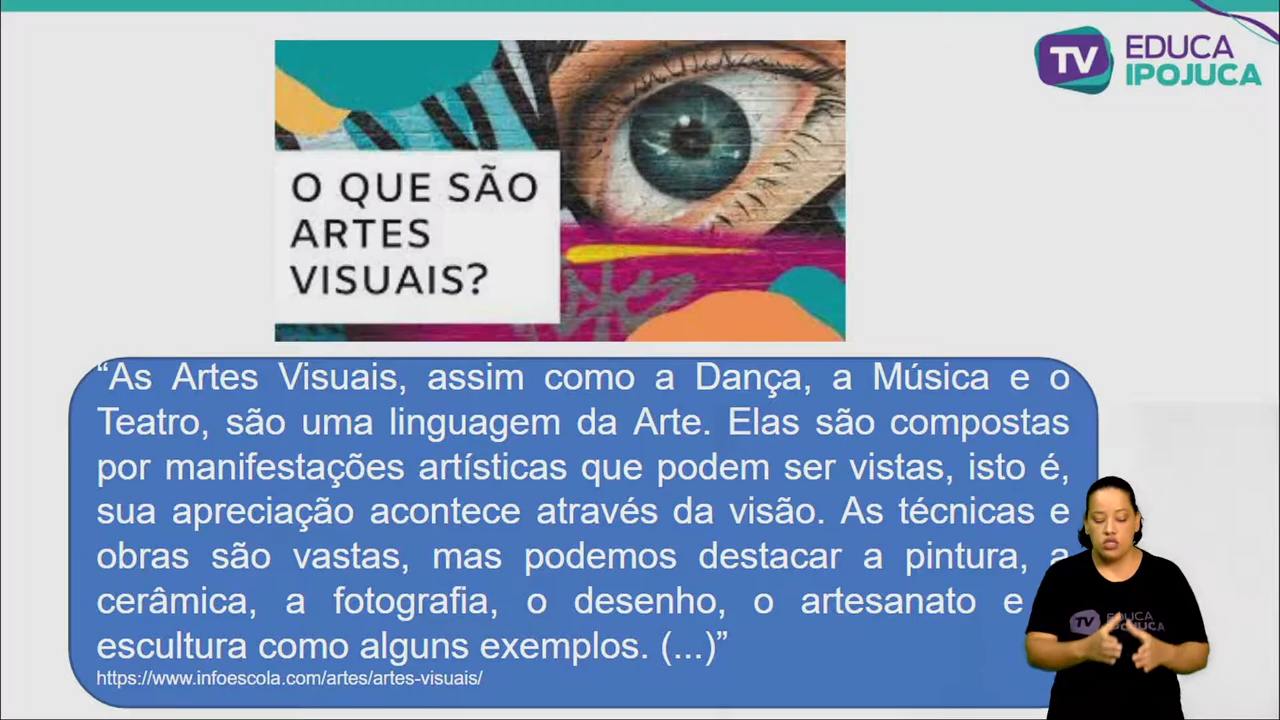 TV EDUCA
IPOJUCA
O QUE SÃO
ARTES
VISUAIS?
“As Artes Visuais, assim como a Dança, a Música e o
Teatro, são uma linguagem da Arte. Elas são compostas
por manifestações artísticas que podem ser vistas, isto é,
sua apreciação acontece através da visão. As técnicas e
obras são vastas, mas podemos destacar a pintura, a
cerâmica, a fotografia, o desenho, o artesanato e
escultura como alguns exemplos. (...)”
https://www.infoescola.com/artes/artes-visuais/
TV EDUCA
IPOJUCA